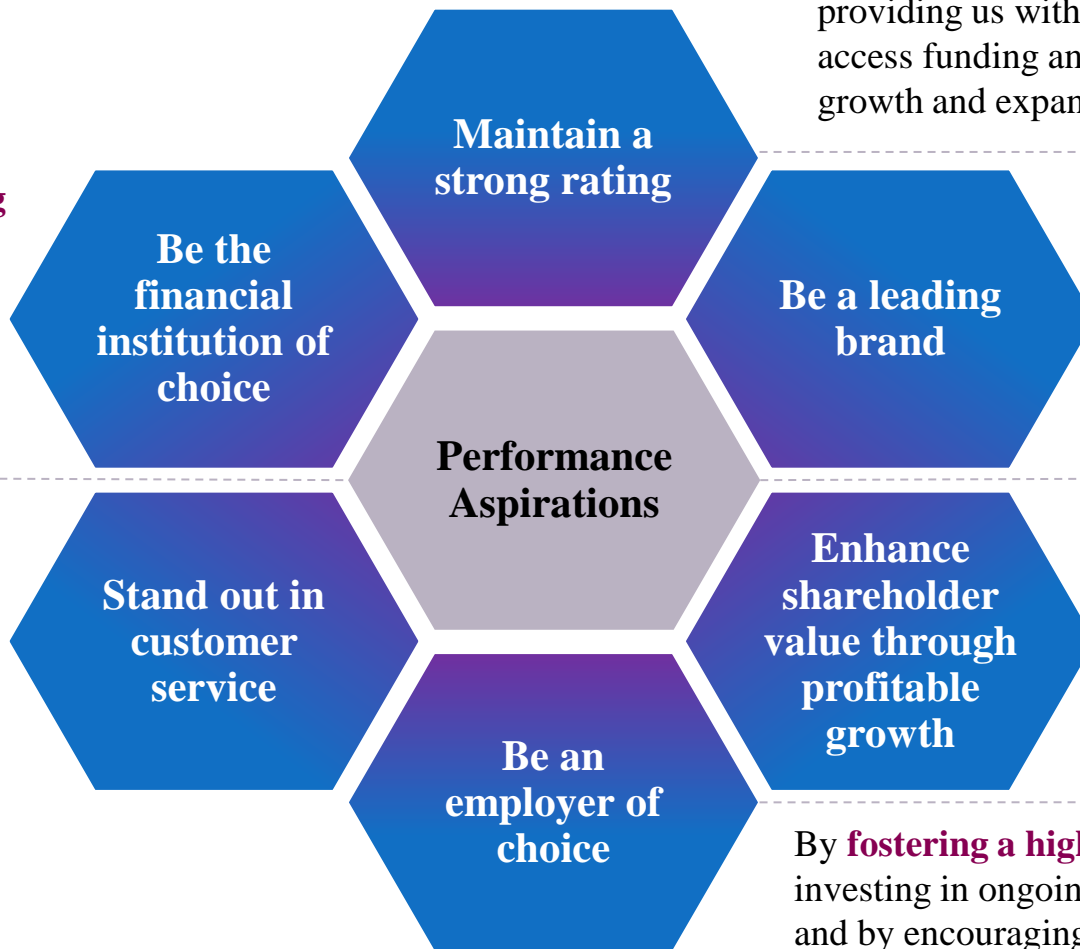 providing us with
access funding an
growth and expan
g
Maintain a
strong rating
Be the
financial
institution of
choice
Be a leading
brand
Performance
Aspirations
Stand out in
customer
service
Enhance
shareholder
value through
profitable
growth
Be an
employer of
choice
By fostering a high
investing in ongoin
and by encouraging